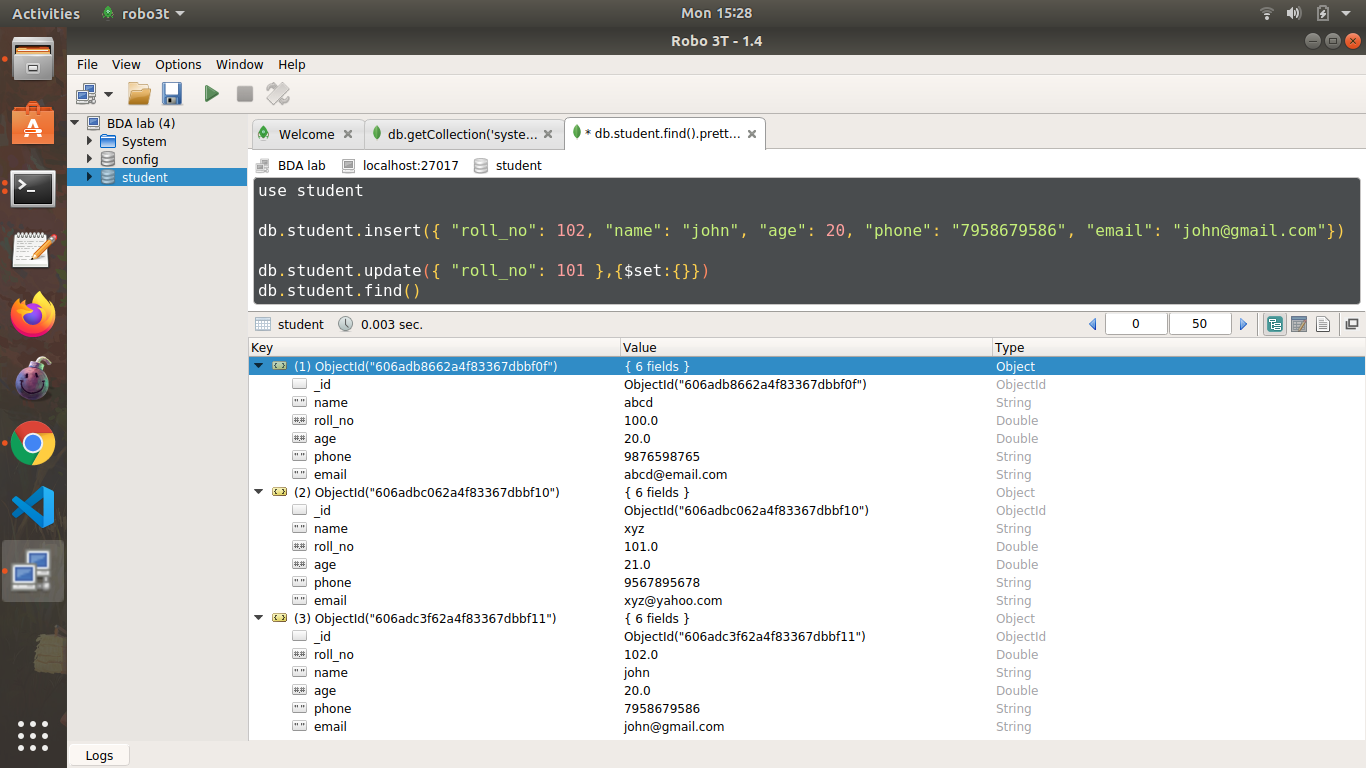 Activities robo3t Mon 15:28
Robo 3T - 1.4
File View Options Window Help
BDA lab (4)
System
config
student
Welcome db.getCollection('syste... * db.student.find().prett...
BDA lab localhost:27017 student
use student
db.student.insert({ "roll_no": 102, "name": "john", "age": 20, "phone": "7958679586", "email": "john@gmail.com"})
db.student.update({ "roll_no": 101 },{$set:{}})
db.student.find()
student 0.003 sec. 0 50
Key Value Type
(1) ObjectId("606adb8662a4f83367dbbf0f") { 6 fields } Object
_id ObjectId("606adb8662a4f83367dbbf0f") ObjectId
name abcd String
roll_no 100.0 Double
age 20.0 Double
phone 9876598765 String
email abcd@email.com String
(2) ObjectId("606adbc062a4f83367dbbf10") { 6 fields } Object
_id ObjectId("606adbc062a4f83367dbbf10") ObjectId
name xyz String
roll_no 101.0 Double
age 21.0 Double
phone 9567895678 String
email xyz@yahoo.com String
(3) ObjectId("606adc3f62a4f83367dbbf11") { 6 fields } Object
_id ObjectId("606adc3f62a4f83367dbbf11") ObjectId
roll_no 102.0 Double
name john String
age 20.0 Double
phone 7958679586 String
email john@gmail.com String
Logs